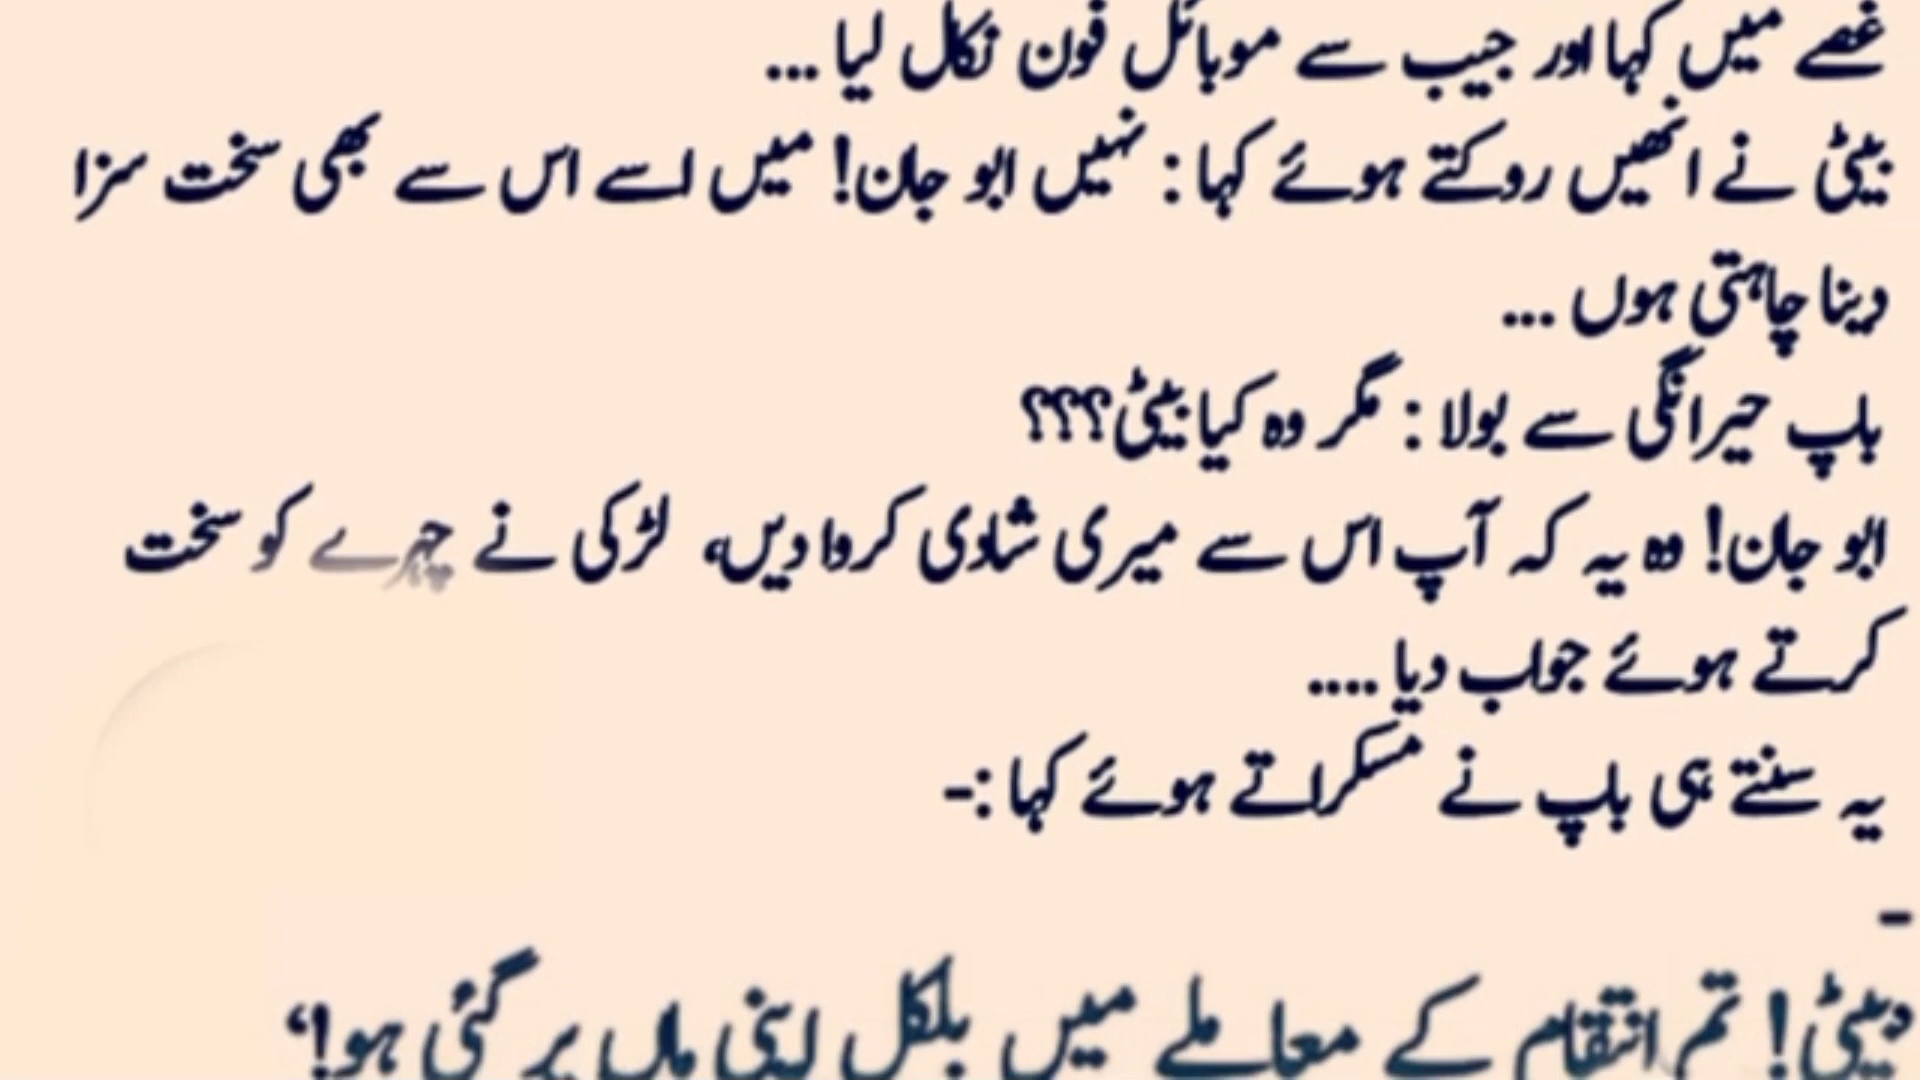 غصے میں کہا اور جیب سے موبائل فون نکال لیا ...
بیٹی نے انھیں روکتے ہوئے کہا : نہیں ابو جان! میں اسے اس سے بھی سخت سزا
دینا چاہتی ہوں ...
باپ حیرانگی سے بولا : مگر وہ کیا بیٹی؟؟؟
ابو جان! وہ یہ کہ آپ اس سے میری شادی کروا دیں، لڑکی نے چہرے کو سخت
کرتے ہوئے جواب دیا ....
یہ سنتے ہی باپ نے مسکراتے ہوئے کہا :-
-
'بیٹی! تم انتقام کے معاملے میں بلکل اپنی ماں پر گئی ہو!‘